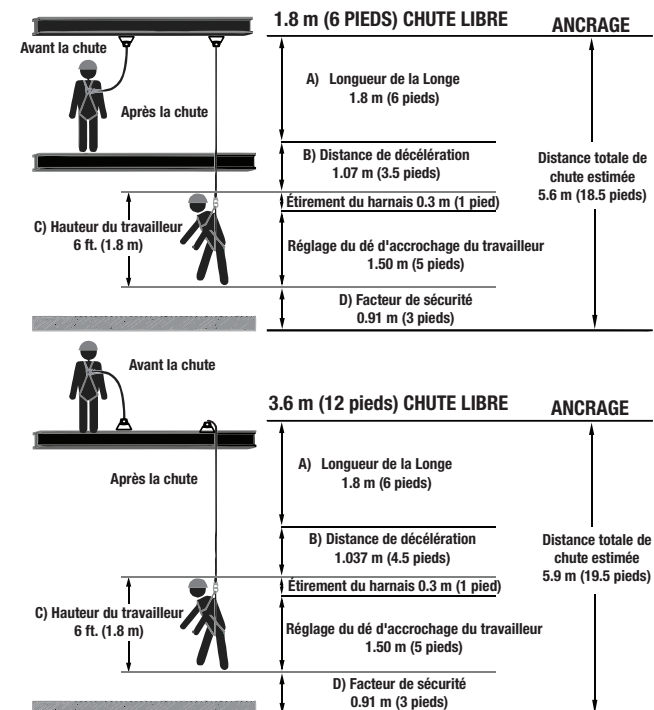 1.8 m (6 PIEDS) CHUTE LIBRE
ANCRAGE
Avant la chute
Après la chute
A) Longueur de la Longe
1.8 m (6 pieds)
B) Distance de décélération
1.07 m (3.5 pieds)
Distance totale de
chute estimée
5.6 m (18.5 pieds)
Étirement du harnais 0.3 m (1 pied)
C) Hauteur du travailleur
6 ft. (1.8 m)
Réglage du dé d'accrochage du travailleur
1.50 m (5 pieds)
D) Facteur de sécurité
0.91 m (3 pieds)
Avant la chute
3.6 m (12 pieds) CHUTE LIBRE
ANCRAGE
Après la chute
A) Longueur de la Longe
1.8 m (6 pieds)
B) Distance de décélération
1.037 m (4.5 pieds)
Distance totale de
chute estimée
5.9 m (19.5 pieds)
Étirement du harnais 0.3 m (1 pied)
C) Hauteur du travailleur
6 ft. (1.8 m)
Réglage du dé d'accrochage du travailleur
1.50 m (5 pieds)
D) Facteur de sécurité
0.91 m (3 pieds)